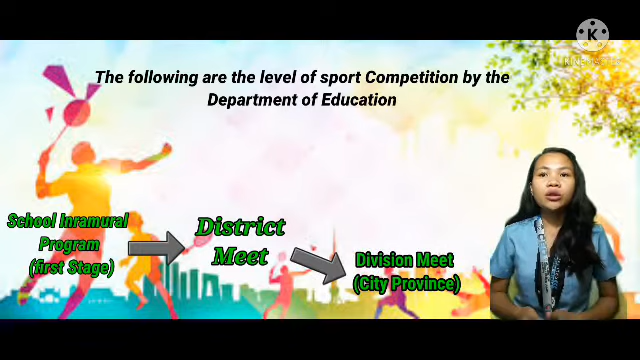 The following are the level of sport Competition by the
Department of Education
School Inramural
Program
(first Stage)
District
Meet
Division Meet
(City Province)
K